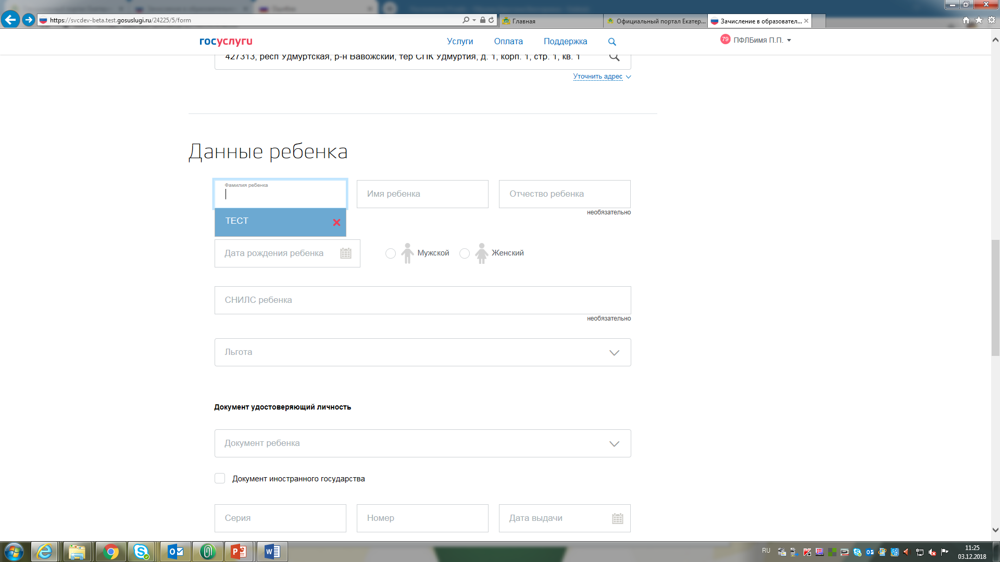 https://svcdev-beta.test.gosuslugi.ru/24225/5/form
Главная
Официальный портал Екатер...
Зачисление в образовател...
госуслуги
Услуги
Оплата
Поддержка
79
ПФЛБимя П.П.
427313, респ Удмуртская, р-н Вавожский, тер СПК Удмуртия, д. 1, корп. 1, стр. 1, кв. 1
Уточнить адрес
Данные ребенка
Фамилия ребенка
Имя ребенка
Отчество ребенка
необязательно
ТЕСТ
Дата рождения ребенка
Мужской
Женский
СНИЛС ребенка
необязательно
Льгота
Документ удостоверяющий личность
Документ ребенка
Документ иностранного государства
Серия
Номер
Дата выдачи
RU
11:25
03.12.2018